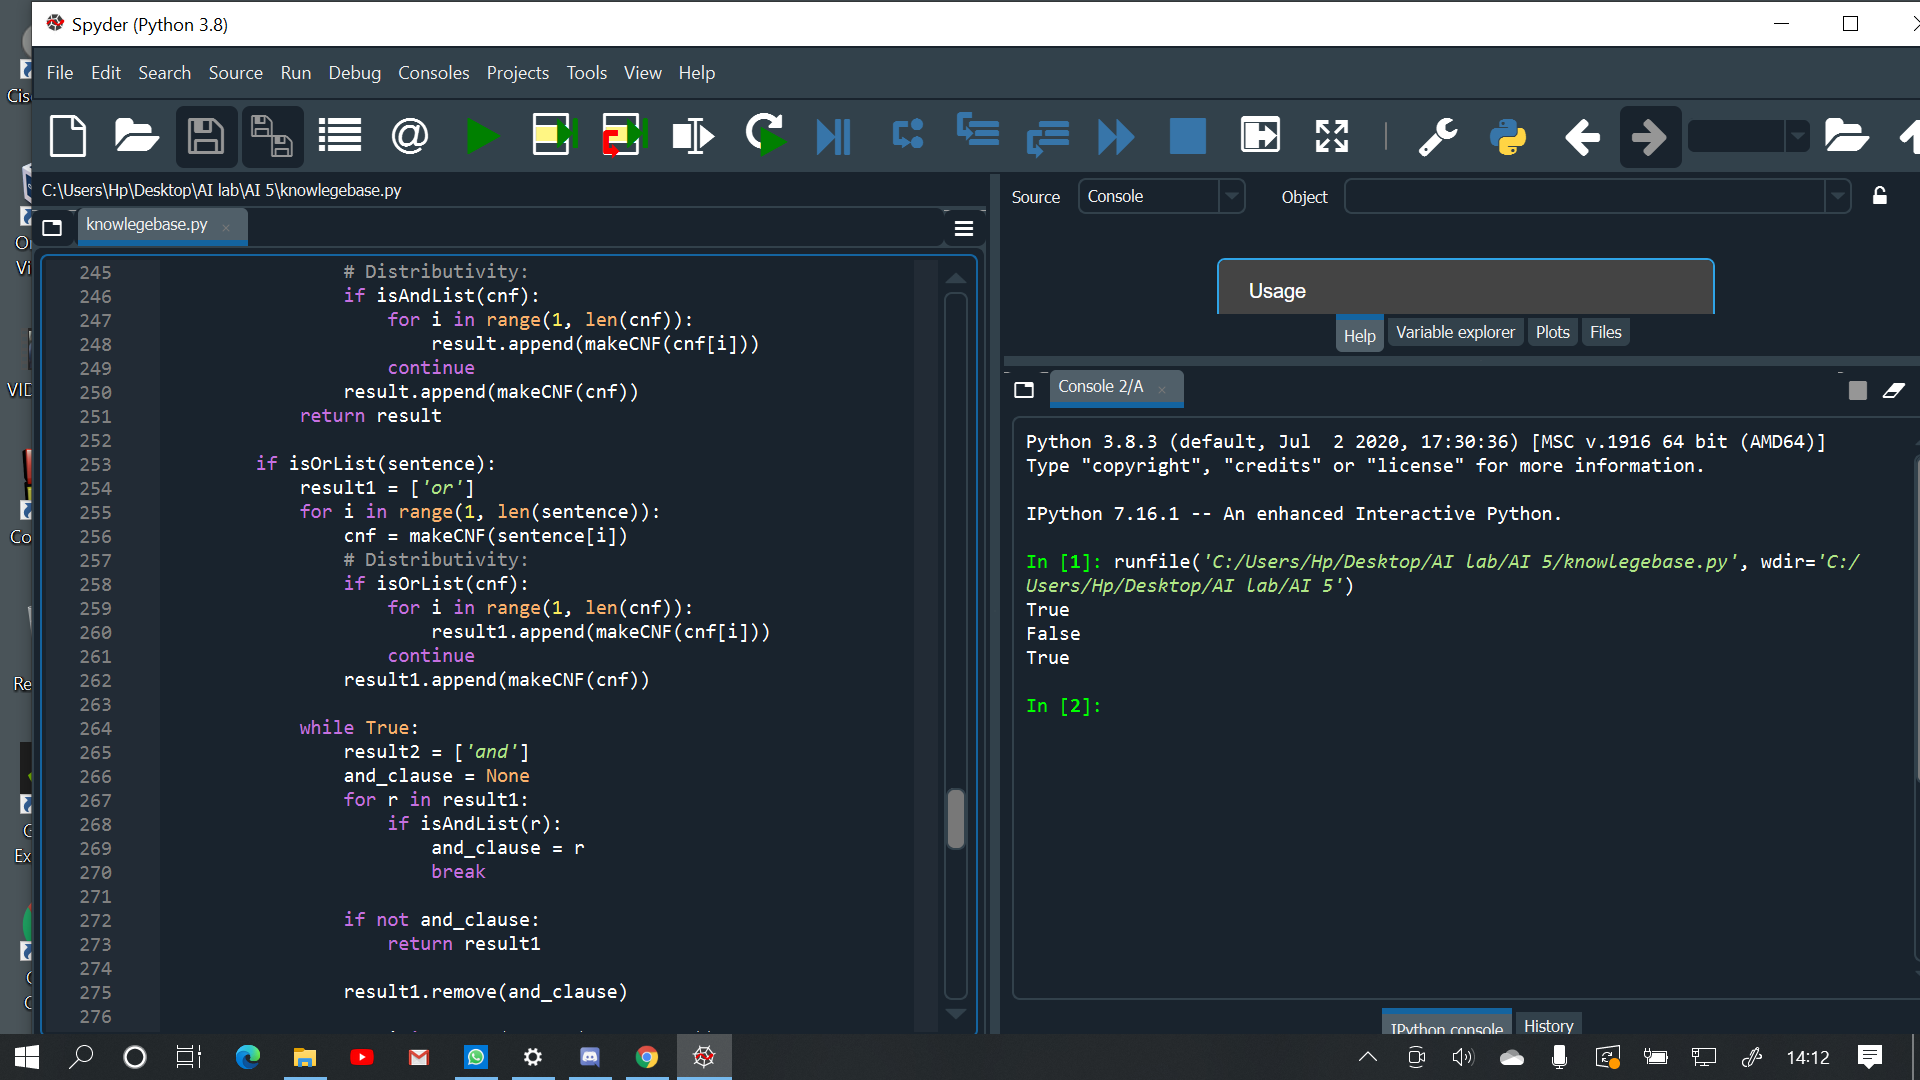 Spyder (Python 3.8)
File Edit Search Source Run Debug Consoles Projects Tools View Help
C:\Users\Hp\Desktop\AI lab\AI 5\knowlegebase.py
knowlegebase.py
245 # Distributivity:
246 if isAndList(cnf):
247 for i in range(1, len(cnf)):
248 result.append(makeCNF(cnf[i]))
249 continue
250 result.append(makeCNF(cnf))
251 return result
252
253 if isOrList(sentence):
254 result1 = ['or']
255 for i in range(1, len(sentence)):
256 cnf = makeCNF(sentence[i])
257 # Distributivity:
258 if isOrList(cnf):
259 for i in range(1, len(cnf)):
260 result1.append(makeCNF(cnf[i]))
261 continue
262 result1.append(makeCNF(cnf))
263
264 while True:
265 result2 = ['and']
266 and_clause = None
267 for r in result1:
268 if isAndList(r):
269 and_clause = r
270 break
271
272 if not and_clause:
273 return result1
274
275 result1.remove(and_clause)
276
Source Console Object
Usage
Help Variable explorer Plots Files
Console 2/A
Python 3.8.3 (default, Jul 2 2020, 17:30:36) [MSC v.1916 64 bit (AMD64)]
Type "copyright", "credits" or "license" for more information.
IPython 7.16.1 -- An enhanced Interactive Python.
In [1]: runfile('C:/Users/Hp/Desktop/AI lab/AI 5/knowlegebase.py', wdir='C:/
Users/Hp/Desktop/AI lab/AI 5')
True
False
True
In [2]:
IPython console History
14:12